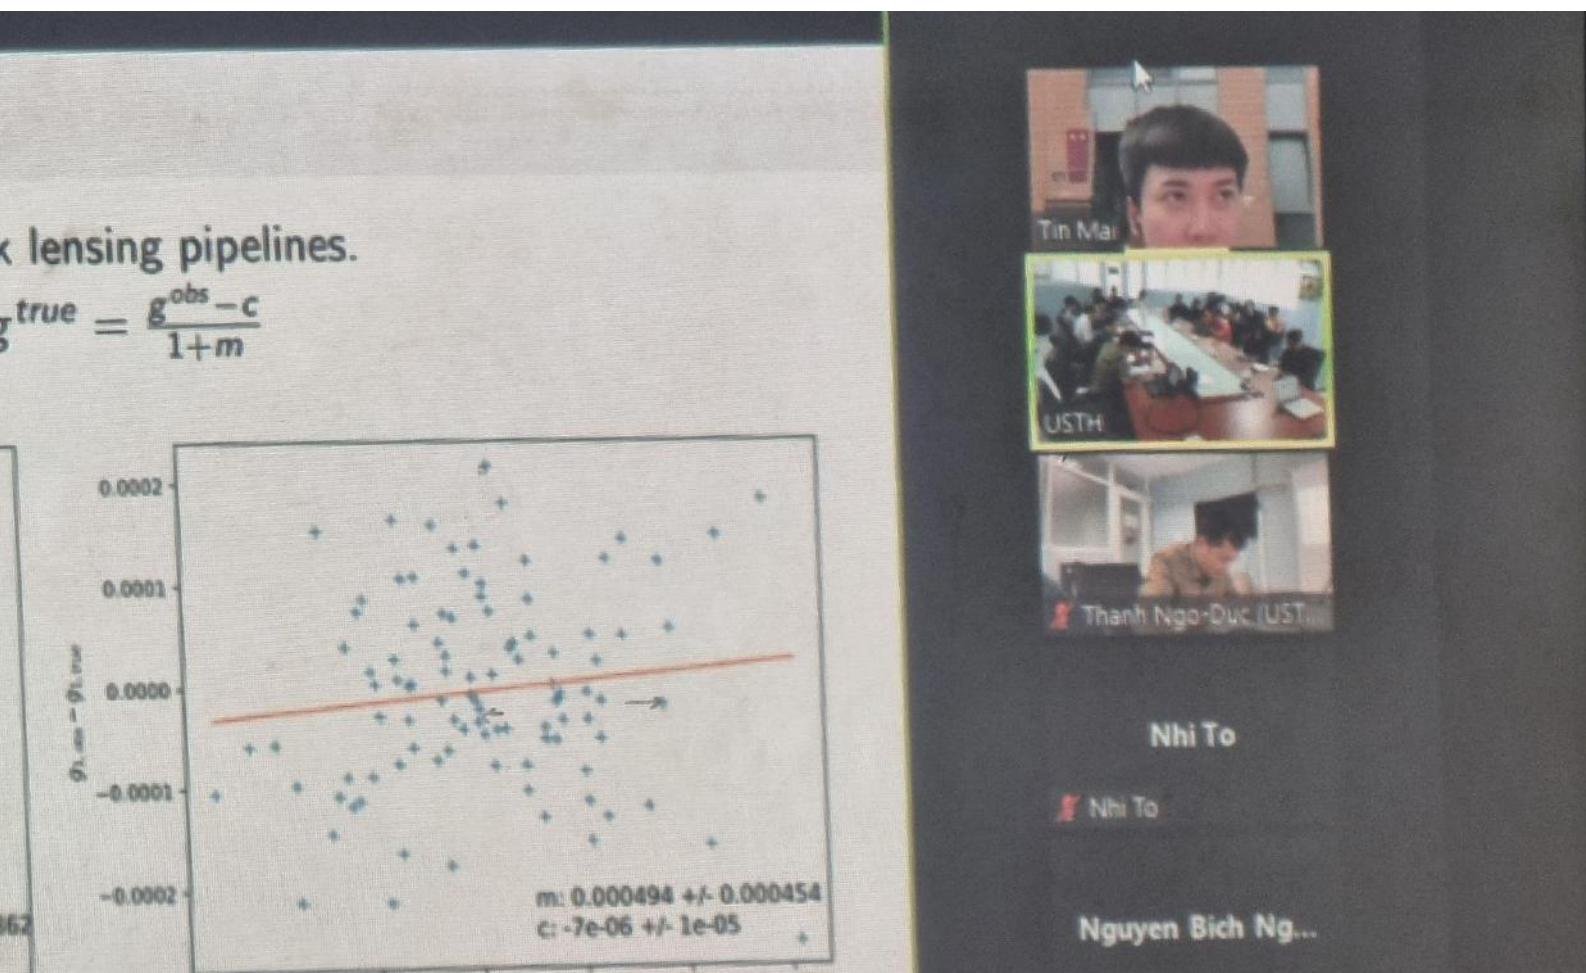 lensing pipelines.
true = g^obs − c / 1+m
0.0002
0.0001
0.0000
−0.0001
−0.0002
m: 0.000494 +/- 0.000454
c: -7e-06 +/- 1e-05
362
Tin Mai
USTH
Thanh Ngo-Duc (UST...
Nhi To
Nhi To
Nguyen Bich Ng...